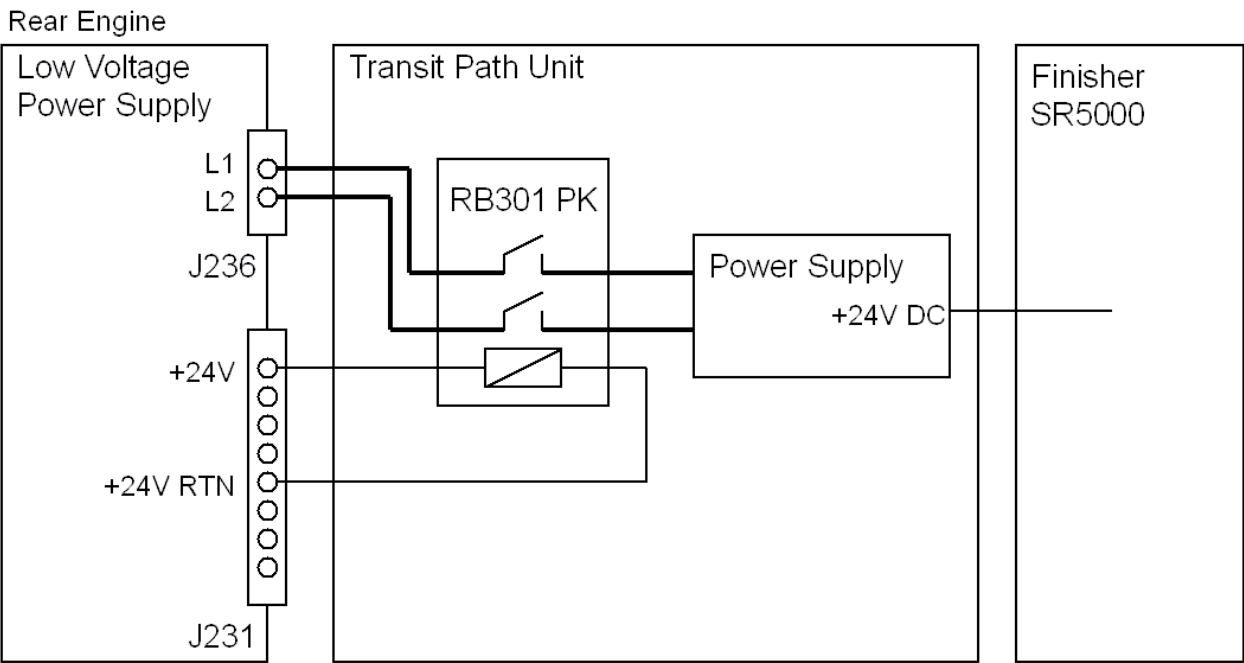 Rear Engine
Low Voltage
Power Supply
Transit Path Unit
Finisher
SR5000
L1
L2
RB301 PK
J236
Power Supply
+24V DC
+24V
+24V RTN
J231